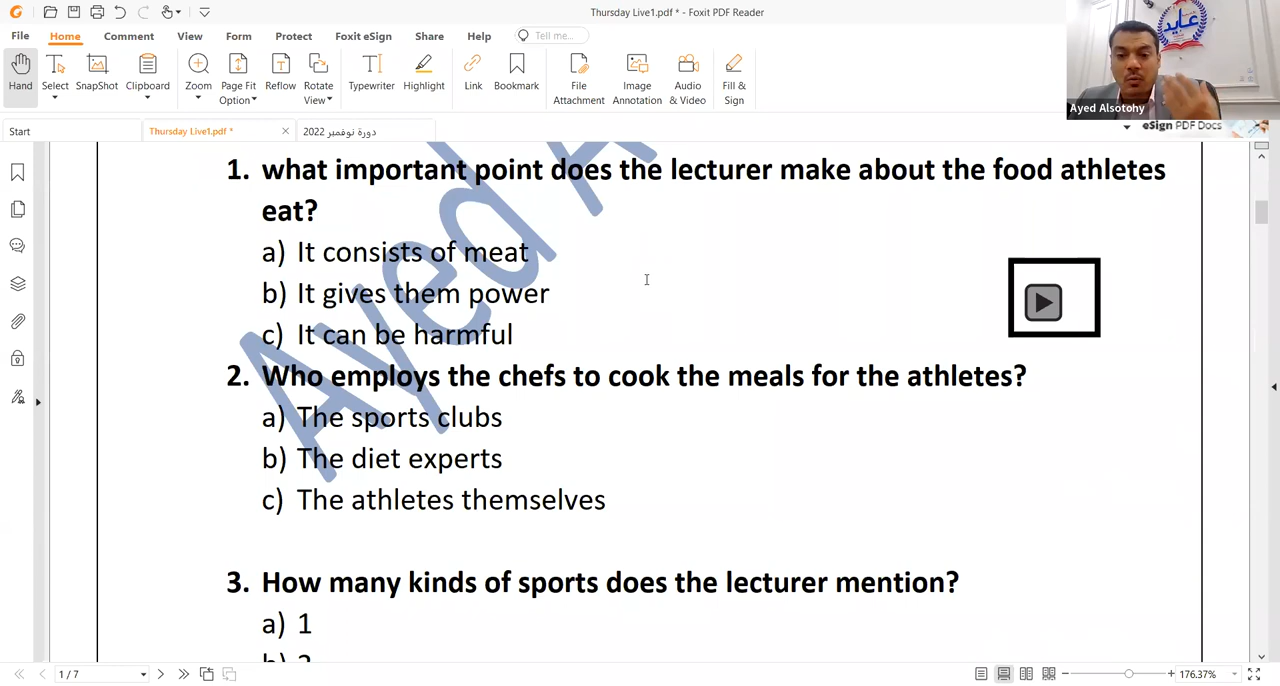 Thursday Live1.pdf * - Foxit PDF Reader
File Home Comment View Form Protect Foxit eSign Share Help Tell me...
Hand Select SnapShot Clipboard Zoom Page Fit Option Reflow Rotate View Typewriter Highlight Link Bookmark File Attachment Image Annotation Audio & Video Fill & Sign
عايد
Ayed Alsotohy
eSign PDF Docs
Start Thursday Live1.pdf * دورة نوفمبر 2022
1. what important point does the lecturer make about the food athletes
eat?
a) It consists of meat
b) It gives them power
c) It can be harmful
2. Who employs the chefs to cook the meals for the athletes?
a) The sports clubs
b) The diet experts
c) The athletes themselves
3. How many kinds of sports does the lecturer mention?
a) 1
Ayed A
1 / 7
176.37%